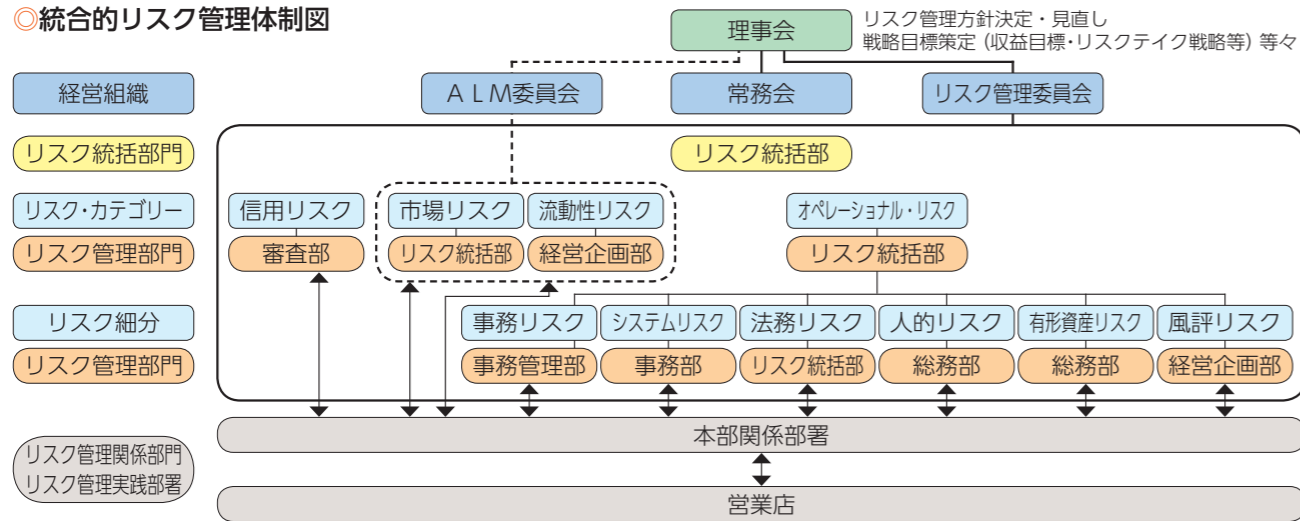 ◎統合的リスク管理体制図
理事会
リスク管理方針決定・見直し
戦略目標策定（収益目標・リスクテイク戦略等）等々
経営組織
ＡＬＭ委員会
常務会
リスク管理委員会
リスク統括部門
リスク統括部
リスク・カテゴリー
信用リスク
市場リスク
流動性リスク
オペレーショナル・リスク
リスク管理部門
審査部
リスク統括部
経営企画部
リスク統括部
リスク細分
事務リスク
システムリスク
法務リスク
人的リスク
有形資産リスク
風評リスク
リスク管理部門
事務管理部
事務部
リスク統括部
総務部
総務部
経営企画部
リスク管理関係部門
リスク管理実践部署
本部関係部署
営業店